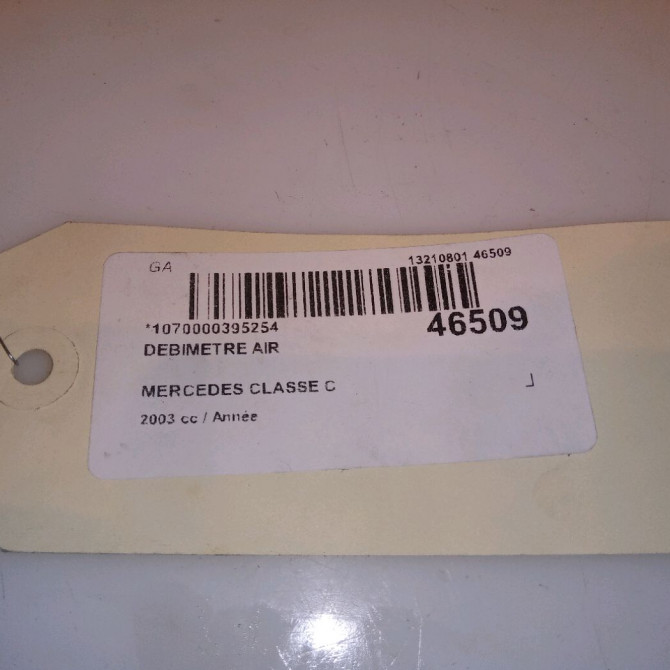 GA 13210801 46509
*1070000395254 46509
DEBIMETRE AIR
MERCEDES CLASSE C
2003 cc / Année